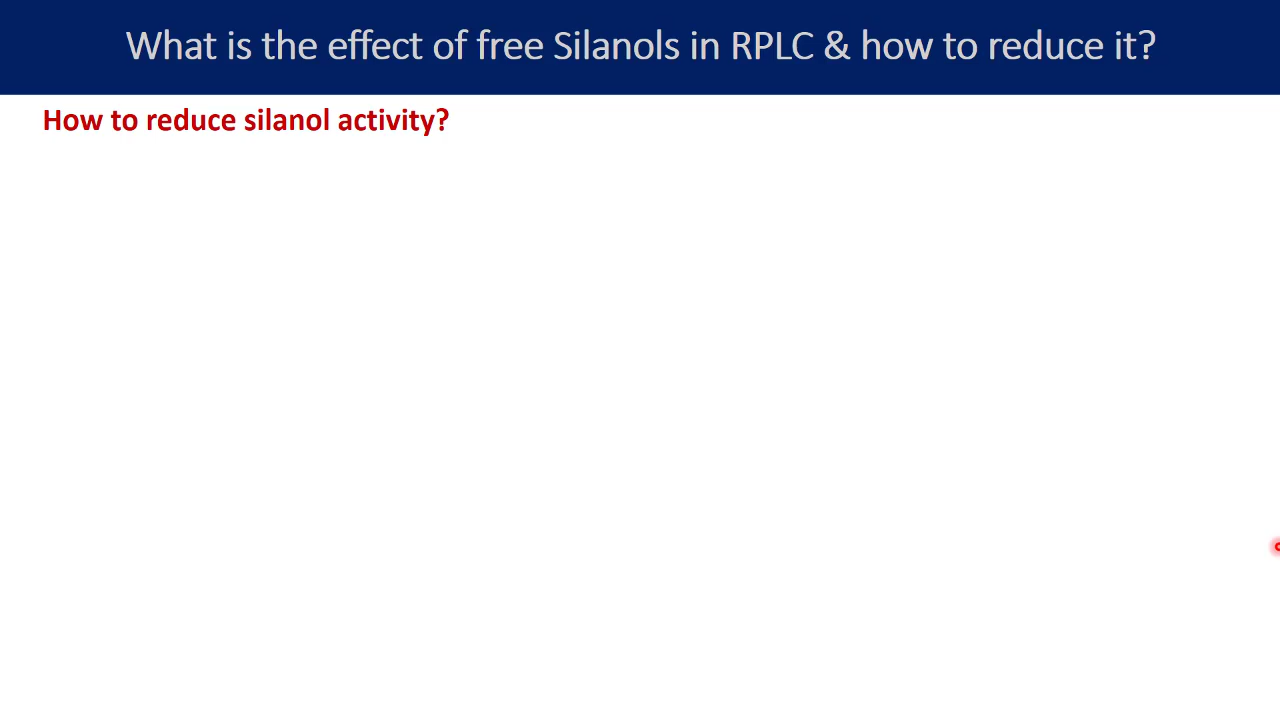 What is the effect of free Silanols in RPLC & how to reduce it?
How to reduce silanol activity?